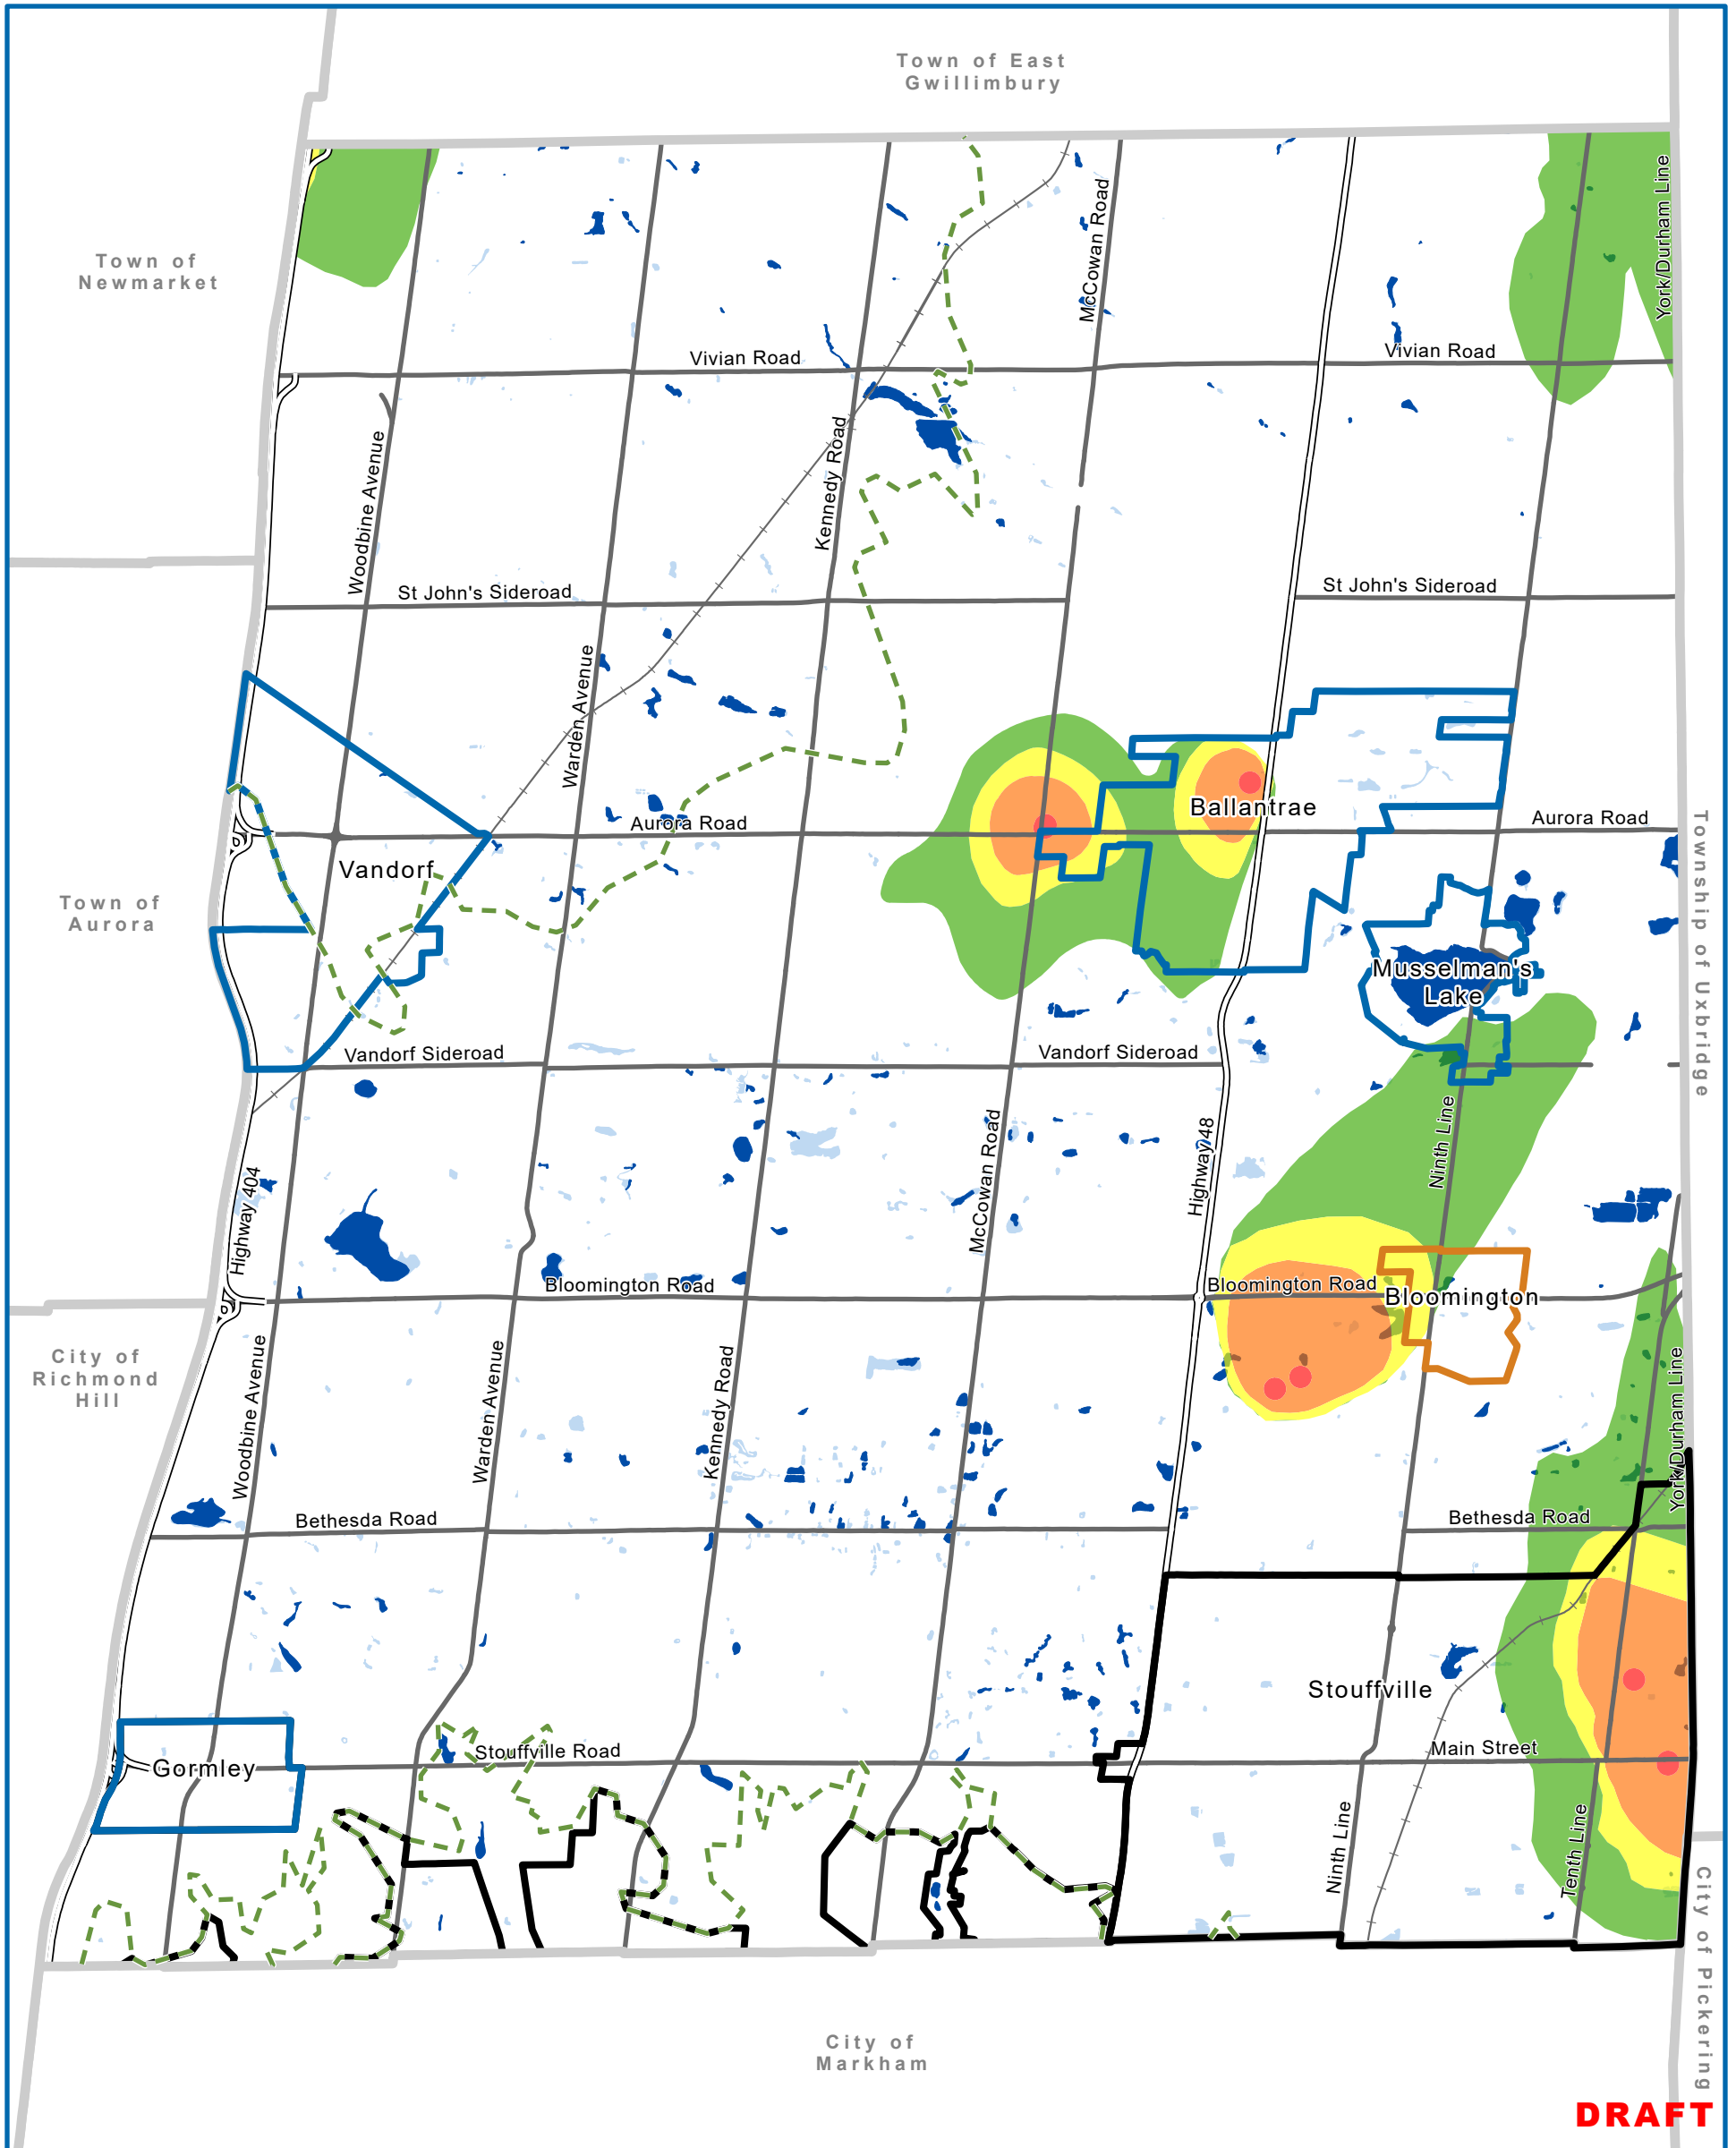 Town of East
Gwillimbury
Town of
Newmarket
York/Durham Line
McCowan Road
Vivian Road
Vivian Road
Woodbine Avenue
Kennedy Road
St John's Sideroad
St John's Sideroad
Warden Avenue
Aurora Road
Ballantrae
Aurora Road
Vandorf
Town of
Aurora
Township of Uxbridge
Musselman's
Lake
Vandorf Sideroad
Vandorf Sideroad
Ninth Line
McCowan Road
Highway 48
Highway 404
Bloomington Road
Bloomington Road
Bloomington
City of
Richmond
Hill
Woodbine Avenue
Warden Avenue
Kennedy Road
York/Durham Line
Bethesda Road
Bethesda Road
Stouffville
Stouffville Road
Main Street
Gormley
Ninth Line
Tenth Line
City of Pickering
City of
Markham
DRAFT